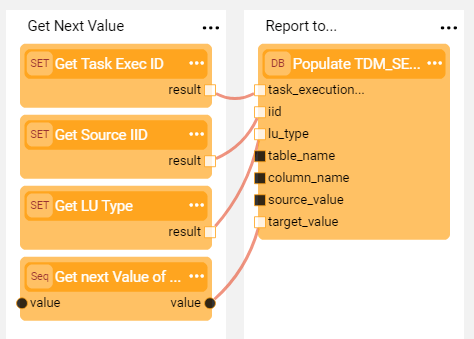 Get Next Value ...
SET Get Task Exec ID ...
result
SET Get Source IID ...
result
SET Get LU Type ...
result
Seq Get next Value of ... ...
value value
Report to... ...
DB Populate TDM_SE... ...
task_execution...
iid
lu_type
table_name
column_name
source_value
target_value